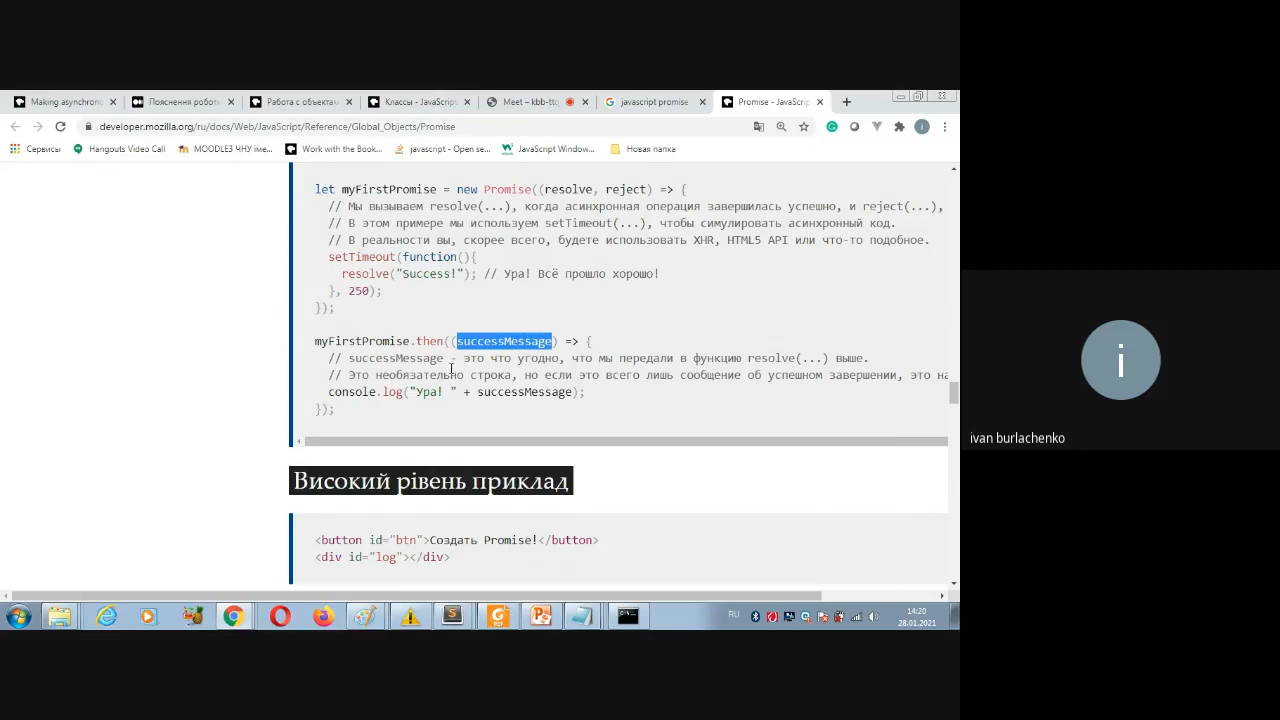 Making asynchrono
Пояснення роботи
Работа с объектам
Классы - JavaScript
Meet – kbb-ttq
javascript promise
Promise - JavaScrip
developer.mozilla.org/ru/docs/Web/JavaScript/Reference/Global_Objects/Promise
Сервисы
Hangouts Video Call
MOODLE3 ЧНУ іме...
Work with the Book...
javascript - Open se...
JavaScript Window...
Новая папка
let myFirstPromise = new Promise((resolve, reject) => {
// Мы вызываем resolve(...), когда асинхронная операция завершилась успешно, и reject(...),
// В этом примере мы используем setTimeout(...), чтобы симулировать асинхронный код.
// В реальности вы, скорее всего, будете использовать XHR, HTML5 API или что-то подобное.
setTimeout(function(){
resolve("Success!"); // Ура! Всё прошло хорошо!
}, 250);
});
myFirstPromise.then((successMessage) => {
// successMessage - это что угодно, что мы передали в функцию resolve(...) выше.
// Это необязательно строка, но если это всего лишь сообщение об успешном завершении, это на
console.log("Ура! " + successMessage);
});
Високий рівень приклад
<button id="btn">Создать Promise!</button>
<div id="log"></div>
RU
14:20
28.01.2021
i
ivan burlachenko